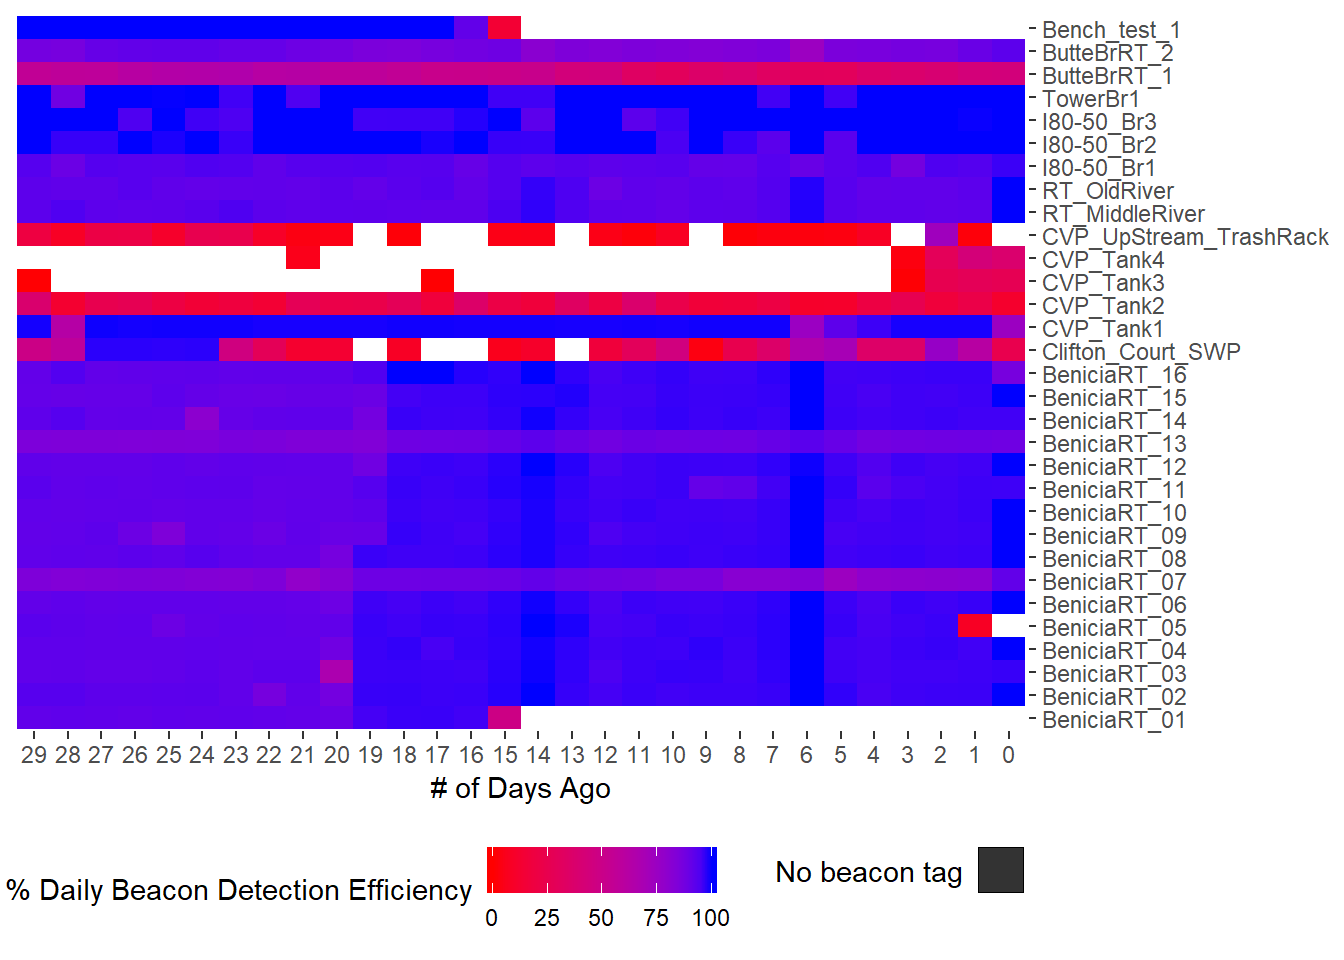 Bench_test_1
ButteBrRT_2
ButteBrRT_1
TowerBr1
I80-50_Br3
I80-50_Br2
I80-50_Br1
RT_OldRiver
RT_MiddleRiver
CVP_UpStream_TrashRack
CVP_Tank4
CVP_Tank3
CVP_Tank2
CVP_Tank1
Clifton_Court_SWP
BeniciaRT_16
BeniciaRT_15
BeniciaRT_14
BeniciaRT_13
BeniciaRT_12
BeniciaRT_11
BeniciaRT_10
BeniciaRT_09
BeniciaRT_08
BeniciaRT_07
BeniciaRT_06
BeniciaRT_05
BeniciaRT_04
BeniciaRT_03
BeniciaRT_02
BeniciaRT_01
29 28 27 26 25 24 23 22 21 20 19 18 17 16 15 14 13 12 11 10 9 8 7 6 5 4 3 2 1 0
# of Days Ago
% Daily Beacon Detection Efficiency
0 25 50 75 100
No beacon tag